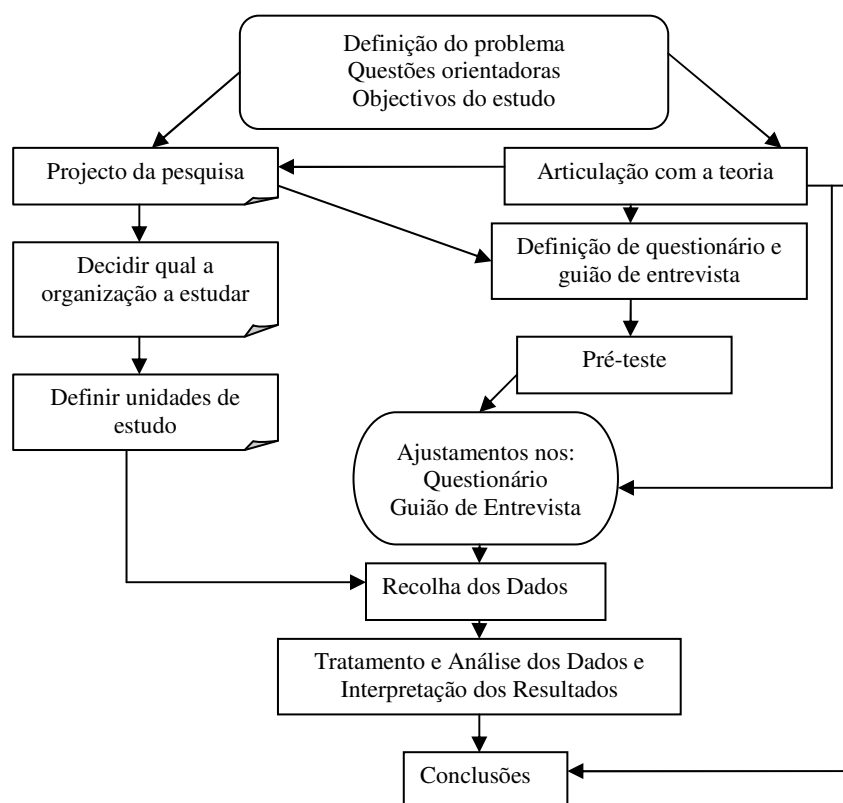 Definição do problema
Questões orientadoras
Objectivos do estudo
Projecto da pesquisa
Articulação com a teoria
Decidir qual a
organização a estudar
Definição de questionário e
guião de entrevista
Pré-teste
Definir unidades de
estudo
Ajustamentos nos:
Questionário
Guião de Entrevista
Recolha dos Dados
Tratamento e Análise dos Dados e
Interpretação dos Resultados
Conclusões